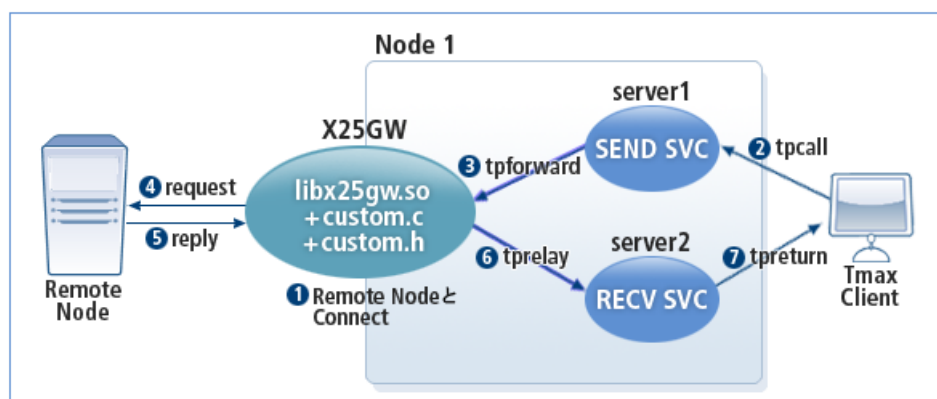 Node 1
server1
X25GW
SEND SVC
❷ tpcall
❸ tpforward
❹ request
libx25gw.so
+custom.c
+custom.h
❺ reply
server2
❻ tprelay
❼ tpreturn
Remote
Node
❶ Remote Nodeと
Connect
RECV SVC
Tmax
Client